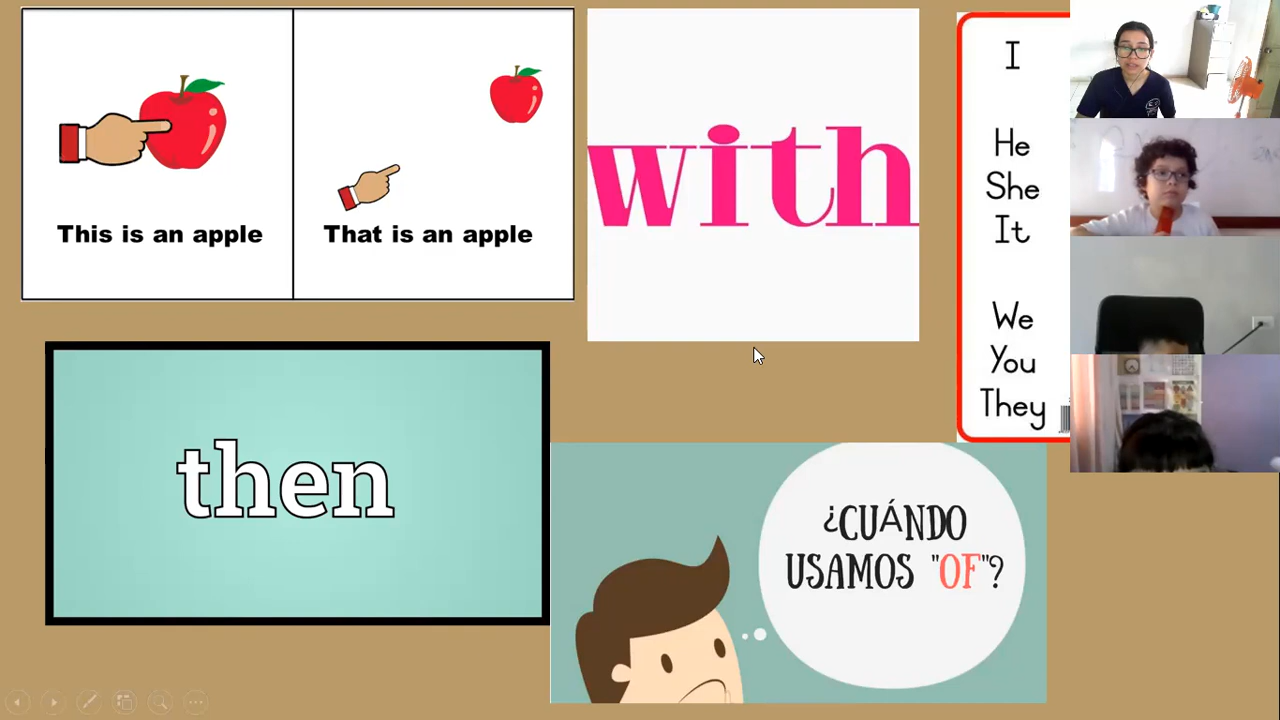 This is an apple
That is an apple
with
I
He
She
It
We
You
They
then
¿CUÁNDO
USAMOS "OF"?